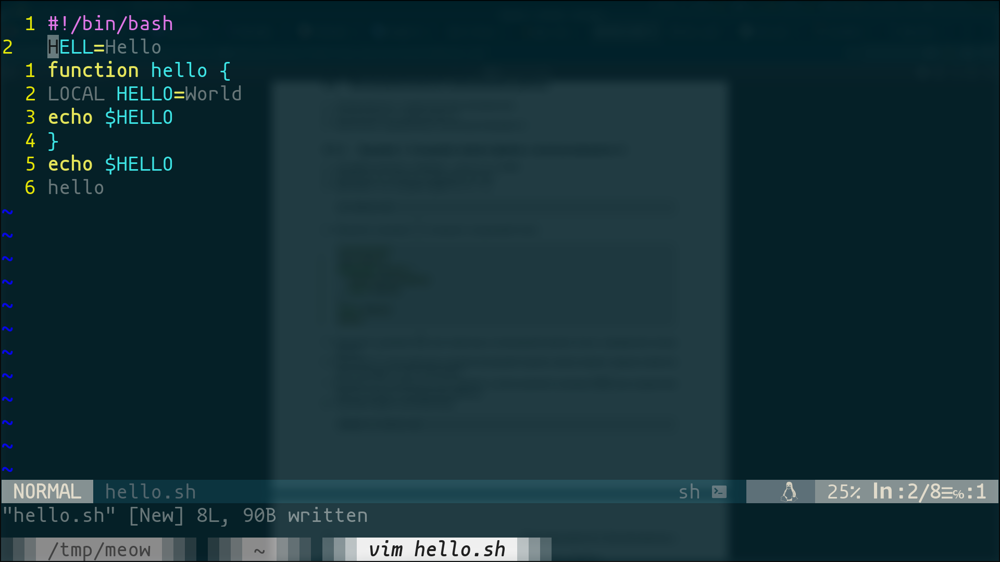 1 #!/bin/bash
2 HELL=Hello
1 function hello {
2 LOCAL HELLO=World
3 echo $HELLO
4 }
5 echo $HELLO
6 hello
~
~
~
~
~
~
~
~
~
~
~
~
NORMAL hello.sh sh 25% ln:2/8≡℅:1
"hello.sh" [New] 8L, 90B written
/tmp/meow ~ vim hello.sh